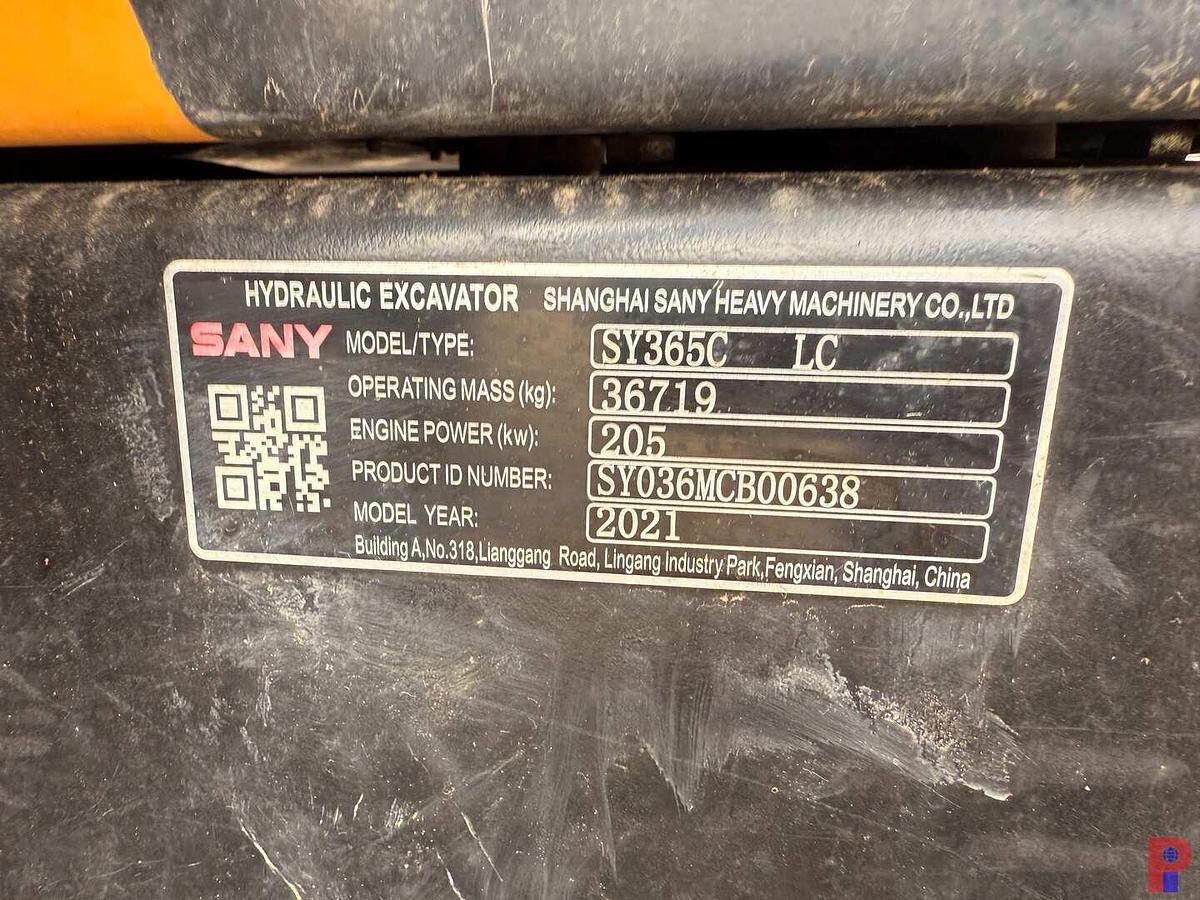 HYDRAULIC EXCAVATOR SHANGHAI SANY HEAVY MACHINERY CO.,LTD
SANY MODEL/TYPE: SY365C LC
OPERATING MASS (kg): 36719
ENGINE POWER (kw): 205
PRODUCT ID NUMBER: SY036MCB00638
MODEL YEAR: 2021
Building A,No.318,Lianggang Road, Lingang Industry Park,Fengxian, Shanghai, China